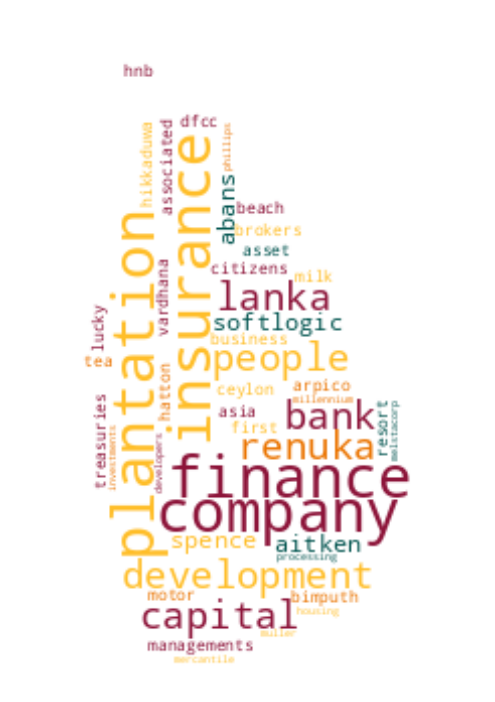 hnb
dfcc
associated
hikkaduwa
phillips
insurance
abans
beach
plantation
brokers
asset
citizens
vardhana
milk
lanka
lucky
softlogic
business
people
tea
hatton
arpico
ceylon
millennium
treasuries
asia
bank
resort
melstacorp
first
investments
developers
renuka
finance
company
spence
aitken
processing
development
motor
bimputh
capital
housing
muller
managements
mercantile